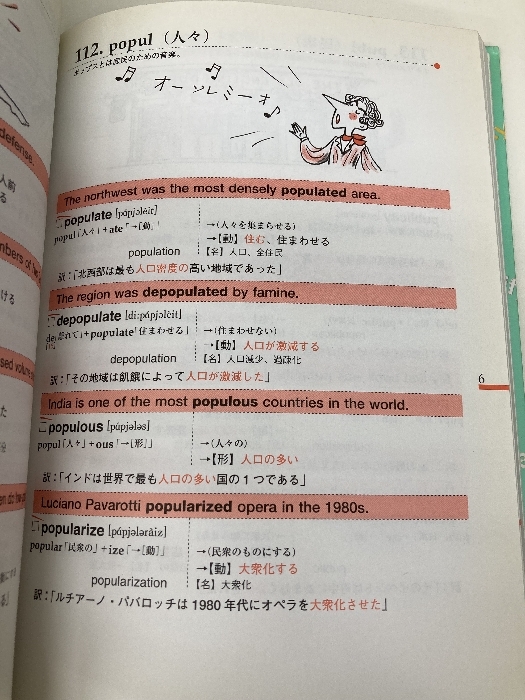 112. popul（人々）
ポップスとは庶民のための音楽。
オーソレミーオ
The northwest was the most densely populated area.
populate [pápjəlèit]
popul「人々」+ ate「→[動]」
→(人々を集まらせる)
→【動】住む、住まわせる
population 【名】人口、全住民
訳：「北西部は最も人口密度の高い地域であった」
The region was depopulated by famine.
depopulate [di:pápjəlèit]
de「離れて」+ populate「住まわせる」
→(住まわせない)
→【動】人口が激減する
depopulation 【名】人口減少、過疎化
訳：「その地域は飢饉によって人口が激減した」
India is one of the most populous countries in the world.
populous [pápjələs]
popul「人々」+ ous「→[形]」
→(人々の)
→【形】人口の多い
訳：「インドは世界で最も人口の多い国の1つである」
Luciano Pavarotti popularized opera in the 1980s.
popularize [pápjələràiz]
popular「民衆の」+ ize「→[動]」
→(民衆のものにする)
→【動】大衆化する
popularization 【名】大衆化
訳：「ルチアーノ・パバロッチは1980年代にオペラを大衆化させた」
6
defense.